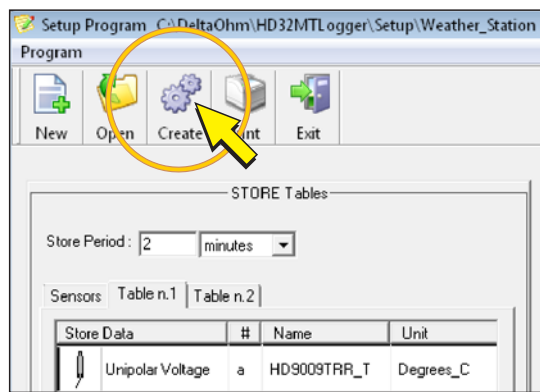 Setup Program C:\DeltaOhm\HD32MTLogger\Setup\Weather_Station
Program
New Open Create Exit
STORE Tables
Store Period : 2 minutes
Sensors Table n.1 Table n.2
Store Data # Name Unit
Unipolar Voltage a HD9009TRR_T Degrees_C